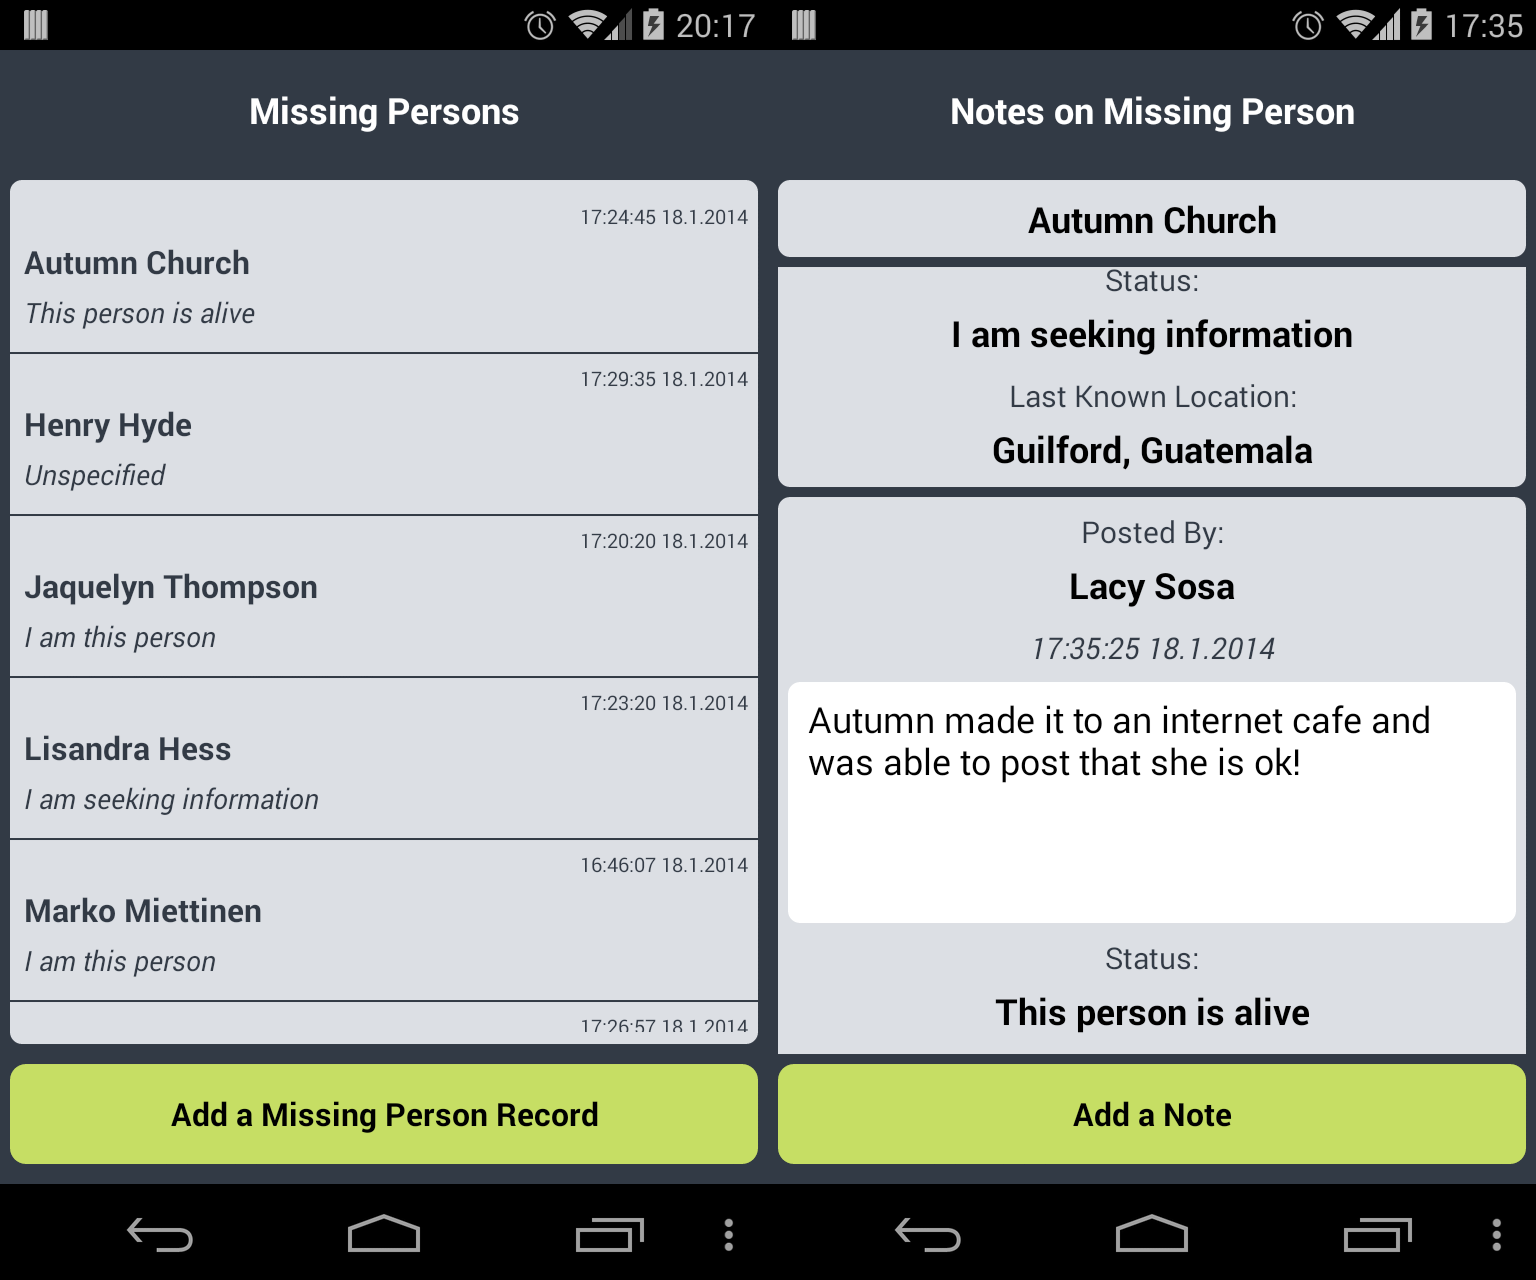 20:17
Missing Persons
17:24:45 18.1.2014
Autumn Church
This person is alive
17:29:35 18.1.2014
Henry Hyde
Unspecified
17:20:20 18.1.2014
Jaquelyn Thompson
I am this person
17:23:20 18.1.2014
Lisandra Hess
I am seeking information
16:46:07 18.1.2014
Marko Miettinen
I am this person
17:26:57 18.1.2014
Add a Missing Person Record
17:35
Notes on Missing Person
Autumn Church
Status:
I am seeking information
Last Known Location:
Guilford, Guatemala
Posted By:
Lacy Sosa
17:35:25 18.1.2014
Autumn made it to an internet cafe and
was able to post that she is ok!
Status:
This person is alive
Add a Note